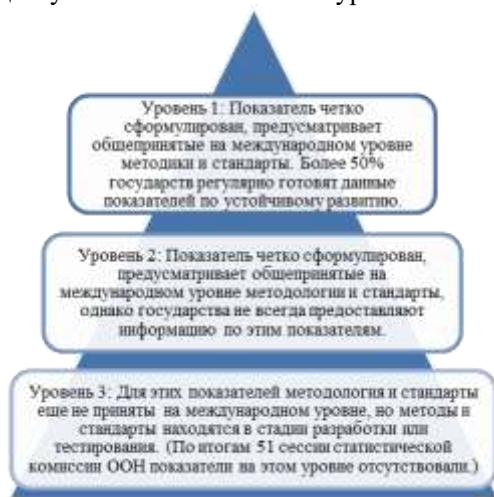 Уровень 1: Показатель четко
сформулирован, предусматривает
общепринятые на международном уровне
методики и стандарты. Более 50%
государств регулярно готовят данные
показателей по устойчивому развитию.
Уровень 2: Показатель четко сформулирован,
предусматривает общепринятые на
международном уровне методологии и стандарты,
однако государства не всегда предоставляют
информацию по этим показателям.
Уровень 3: Для этих показателей методология и стандарты
еще не приняты на международном уровне, но методы и
стандарты находятся в стадии разработки или
тестирования. (По итогам 51 сессии статистической
комиссии ООН показатели на этом уровне отсутствовали.)